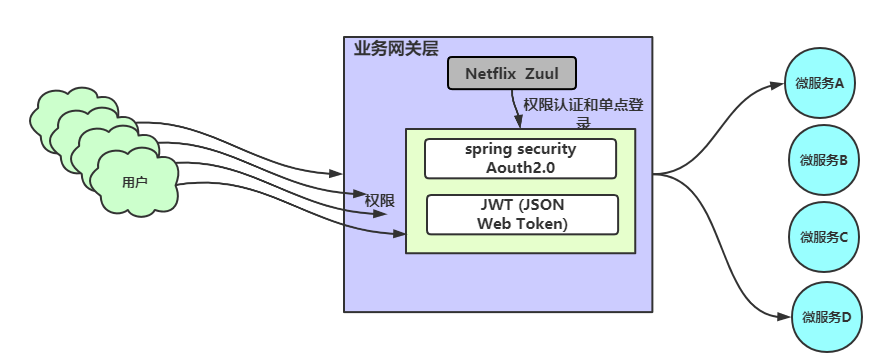 业务网关层
Netflix Zuul
权限认证和单点登
录
spring security
Aouth2.0
权限
JWT (JSON
Web Token)
用户
微服务A
微服务B
微服务C
微服务D